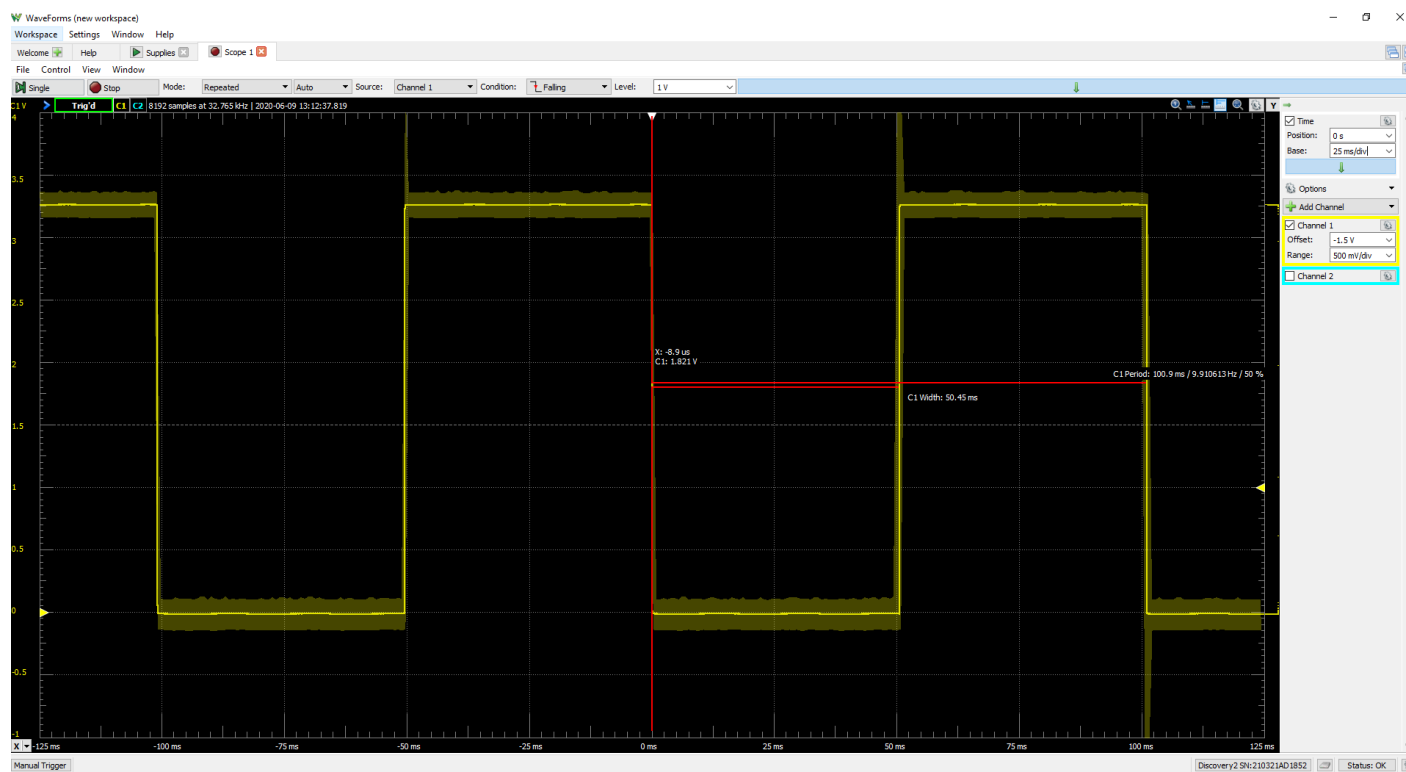 WaveForms (new workspace)
Workspace Settings Window Help
Welcome Help Supplies Scope 1
File Control View Window
Single Stop Mode: Repeated Auto Source: Channel 1 Condition: Falling Level: 1 V
C1 V Trig'd C1 C2 8192 samples at 32.765 kHz | 2020-06-09 13:12:37.819 Y
Time
Position: 0 s
Base: 25 ms/div
Options
Add Channel
Channel 1
Offset: -1.5 V
Range: 500 mV/div
Channel 2
4
3.5
3
2.5
2
1.5
1
0.5
0
-0.5
-1
X: -8.9 us
C1: 1.821 V
C1 Period: 100.9 ms / 9.910613 Hz / 50 %
C1 Width: 50.45 ms
X -125 ms -100 ms -75 ms -50 ms -25 ms 0 ms 25 ms 50 ms 75 ms 100 ms 125 ms
Manual Trigger Discovery2 SN:210321AD1852 Status: OK